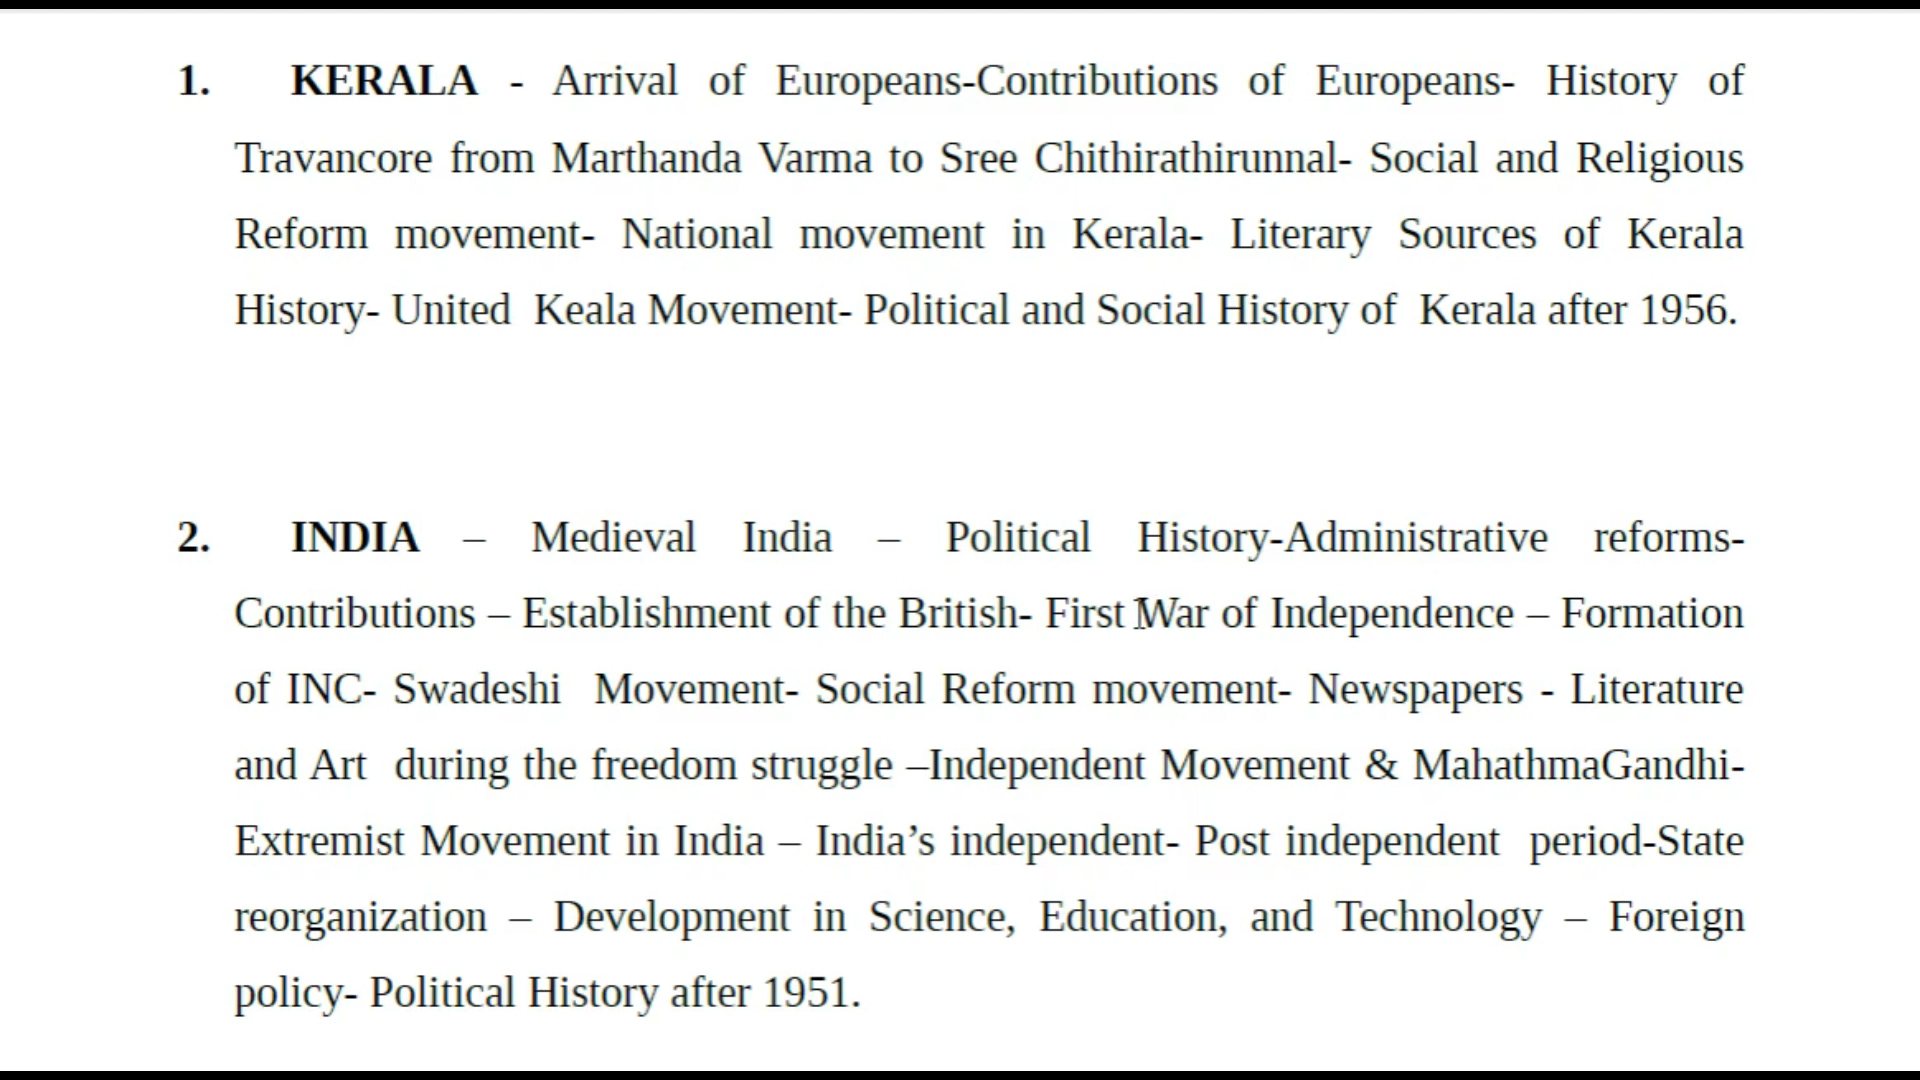 1. KERALA - Arrival of Europeans-Contributions of Europeans- History of
Travancore from Marthanda Varma to Sree Chithirathirunnal- Social and Religious
Reform movement- National movement in Kerala- Literary Sources of Kerala
History- United Keala Movement- Political and Social History of Kerala after 1956.
2. INDIA – Medieval India – Political History-Administrative reforms-
Contributions – Establishment of the British- First War of Independence – Formation
of INC- Swadeshi Movement- Social Reform movement- Newspapers - Literature
and Art during the freedom struggle –Independent Movement & MahathmaGandhi-
Extremist Movement in India – India’s independent- Post independent period-State
reorganization – Development in Science, Education, and Technology – Foreign
policy- Political History after 1951.